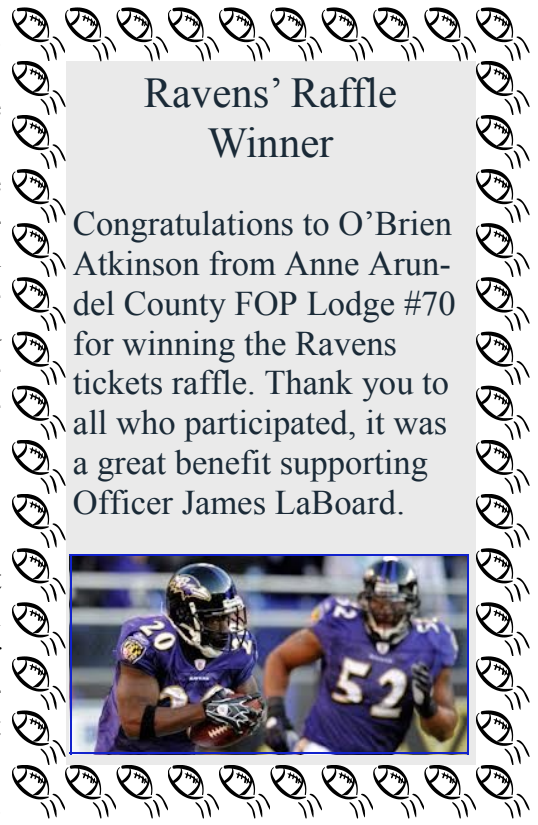 Ravens’ Raffle
Winner
Congratulations to O’Brien
Atkinson from Anne Arun-
del County FOP Lodge #70
for winning the Ravens
tickets raffle. Thank you to
all who participated, it was
a great benefit supporting
Officer James LaBoard.
20
52
52